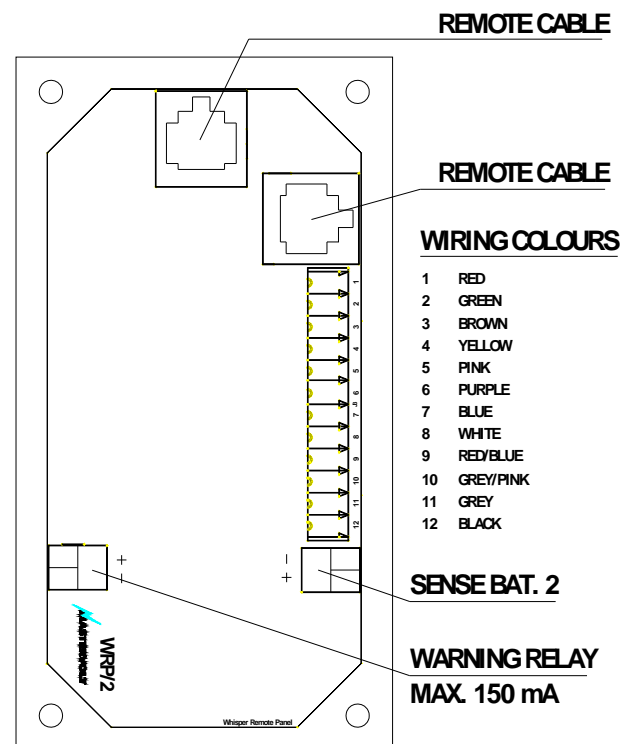 REMOTE CABLE
REMOTE CABLE
WIRING COLOURS
1 RED
2 GREEN
3 BROWN
4 YELLOW
5 PINK
6 PURPLE
7 BLUE
8 WHITE
9 RED/BLUE
10 GREY/PINK
11 GREY
12 BLACK
1
2
3
4
5
6
J1
7
8
9
10
11
12
+
-
-
+
SENSE BAT. 2
WRP/2
WARNING RELAY
MAX. 150 mA
Whisper Remote Panel